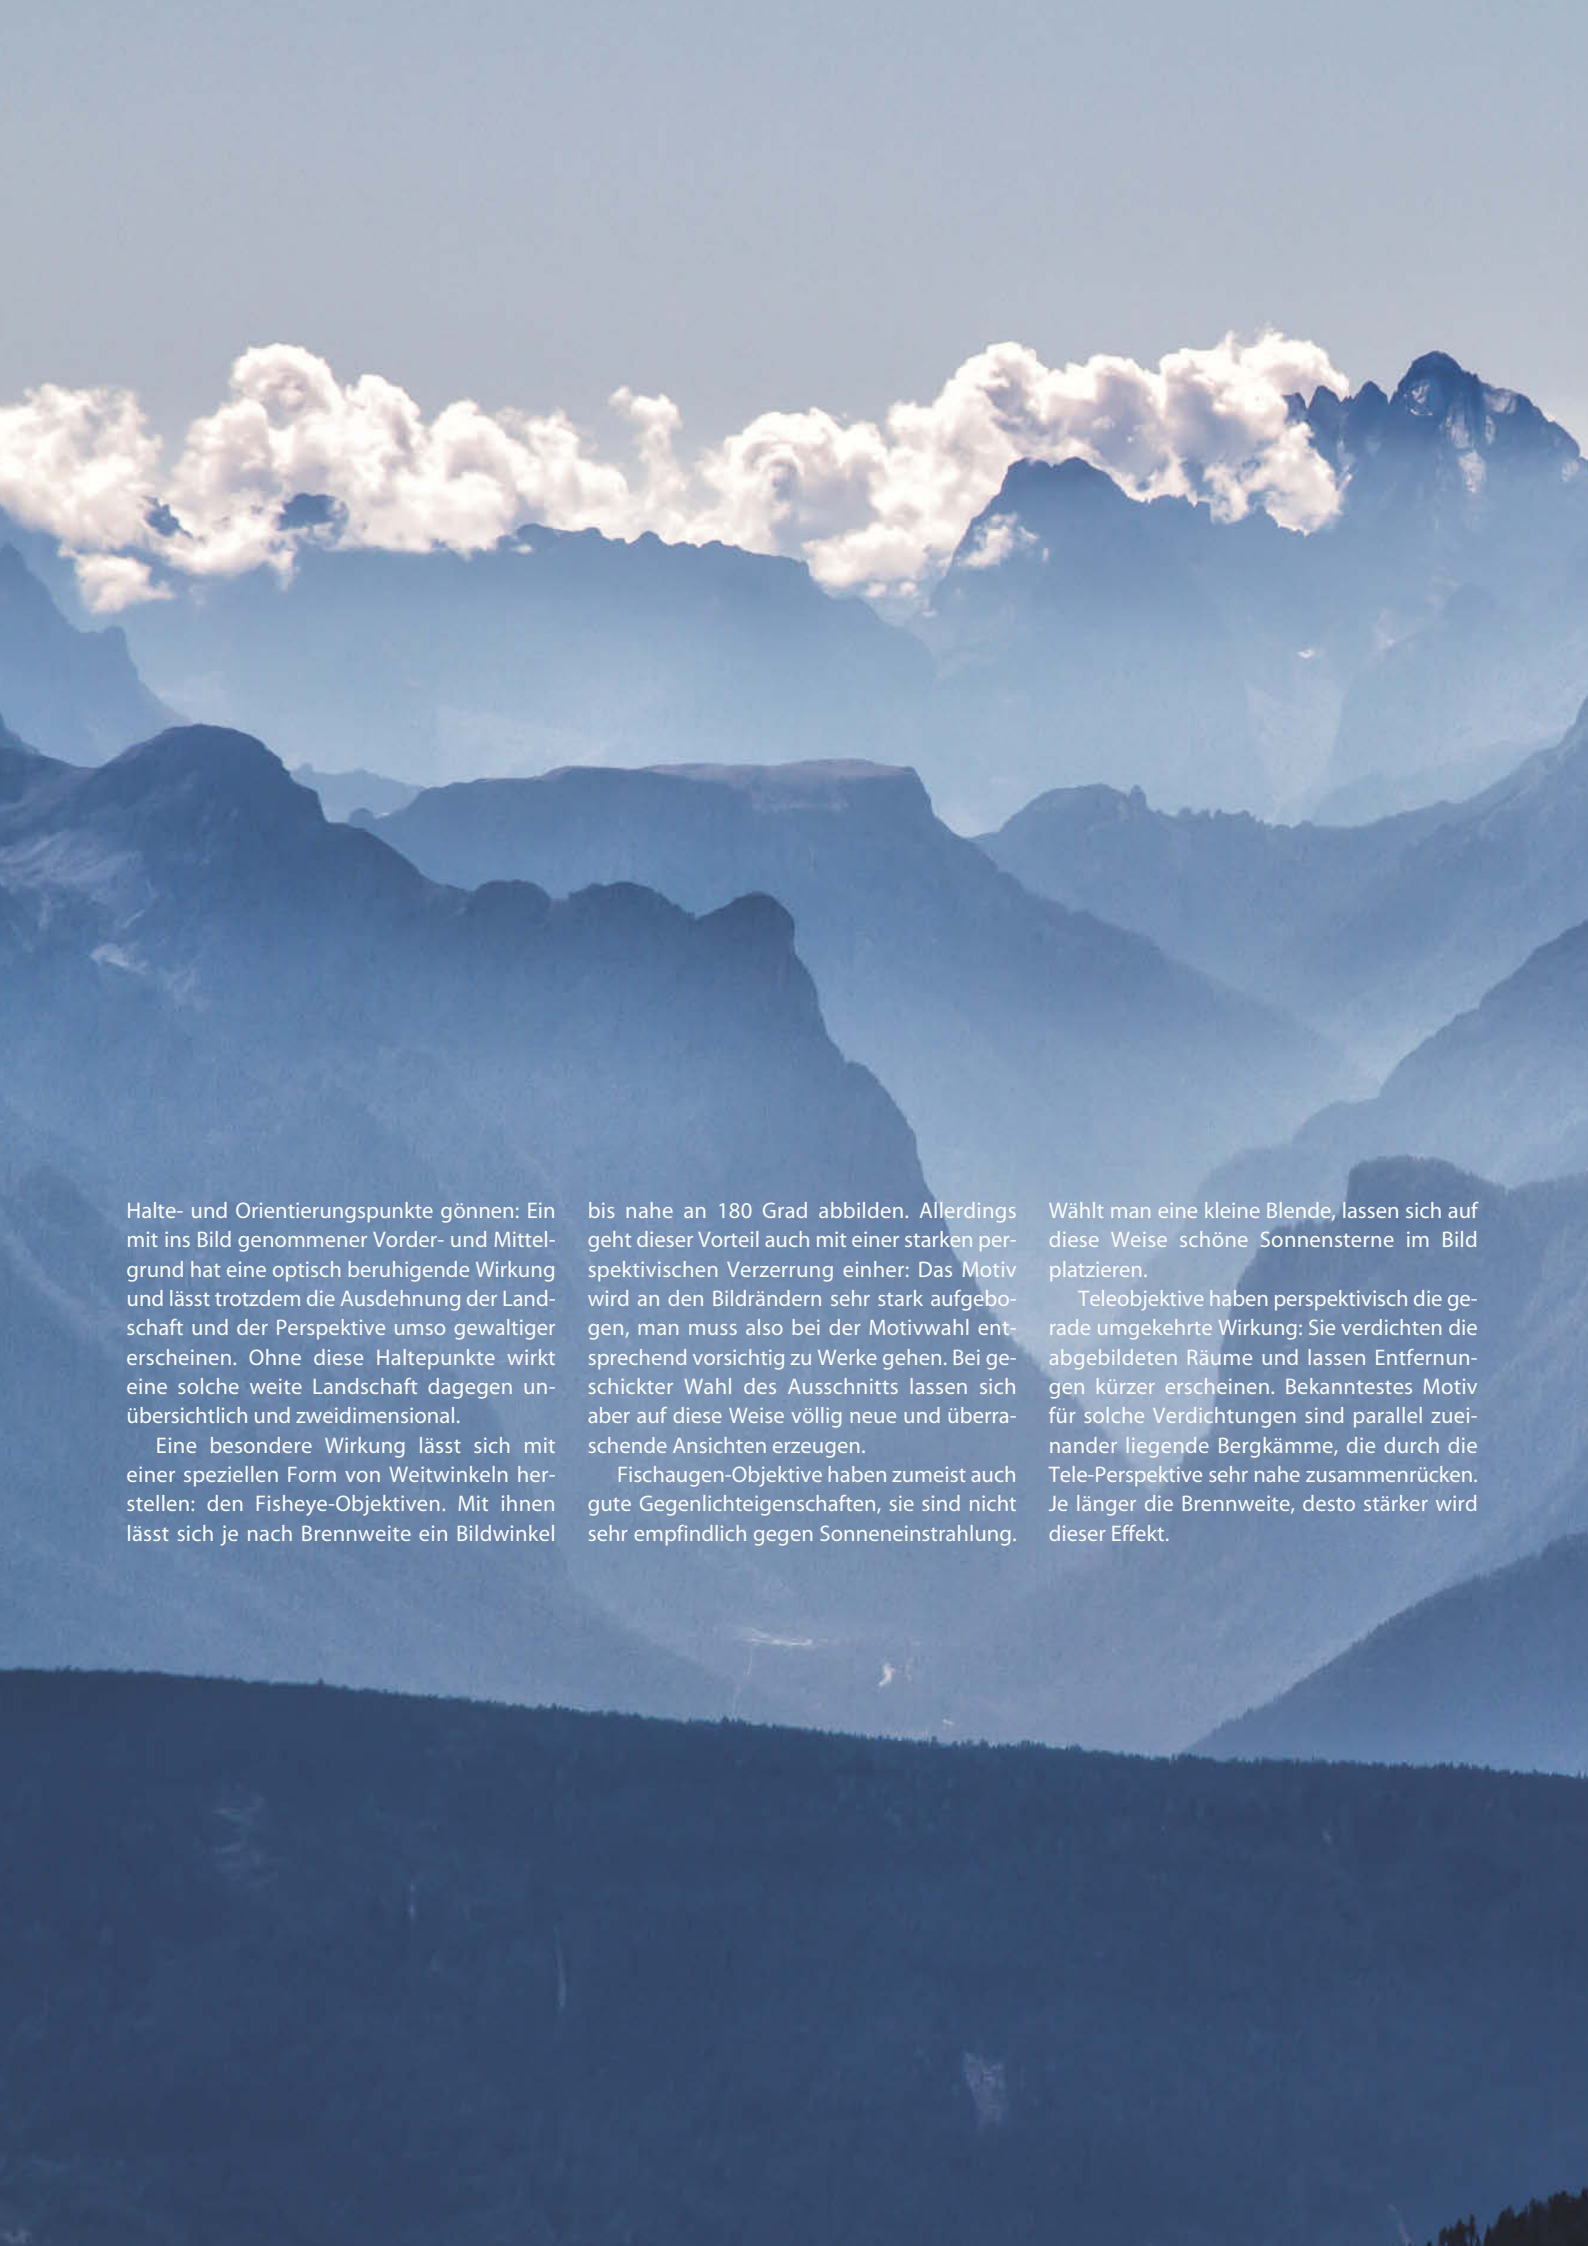 Halte- und Orientierungspunkte gönnen: Ein
mit ins Bild genommener Vorder- und Mittel-
grund hat eine optisch beruhigende Wirkung
und lässt trotzdem die Ausdehnung der Land-
schaft und der Perspektive umso gewaltiger
erscheinen. Ohne diese Haltepunkte wirkt
eine solche weite Landschaft dagegen un-
übersichtlich und zweidimensional.
Eine besondere Wirkung lässt sich mit
einer speziellen Form von Weitwinkeln her-
stellen: den Fisheye-Objektiven. Mit ihnen
lässt sich je nach Brennweite ein Bildwinkel
bis nahe an 180 Grad abbilden. Allerdings
geht dieser Vorteil auch mit einer starken per-
spektivischen Verzerrung einher: Das Motiv
wird an den Bildrändern sehr stark aufgebo-
gen, man muss also bei der Motivwahl ent-
sprechend vorsichtig zu Werke gehen. Bei ge-
schickter Wahl des Ausschnitts lassen sich
aber auf diese Weise völlig neue und überra-
schende Ansichten erzeugen.
Fischaugen-Objektive haben zumeist auch
gute Gegenlichteigenschaften, sie sind nicht
sehr empfindlich gegen Sonneneinstrahlung.
Wählt man eine kleine Blende, lassen sich auf
diese Weise schöne Sonnensterne im Bild
platzieren.
Teleobjektive haben perspektivisch die ge-
rade umgekehrte Wirkung: Sie verdichten die
abgebildeten Räume und lassen Entfernun-
gen kürzer erscheinen. Bekanntestes Motiv
für solche Verdichtungen sind parallel zuei-
nander liegende Bergkämme, die durch die
Tele-Perspektive sehr nahe zusammenrücken.
Je länger die Brennweite, desto stärker wird
dieser Effekt.